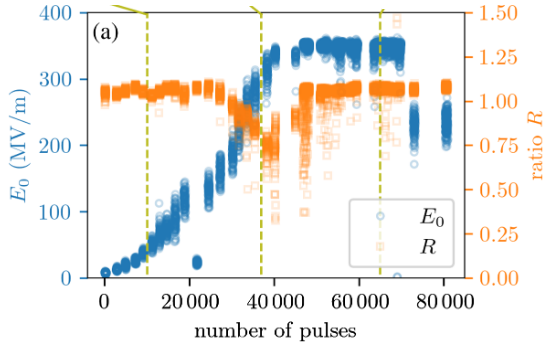 (a)
400
300
200
100
0
E₀ (MV/m)
1.50
1.25
1.00
0.75
0.50
0.25
0.00
ratio R
E₀
R
0
20 000
40 000
60 000
80 000
number of pulses